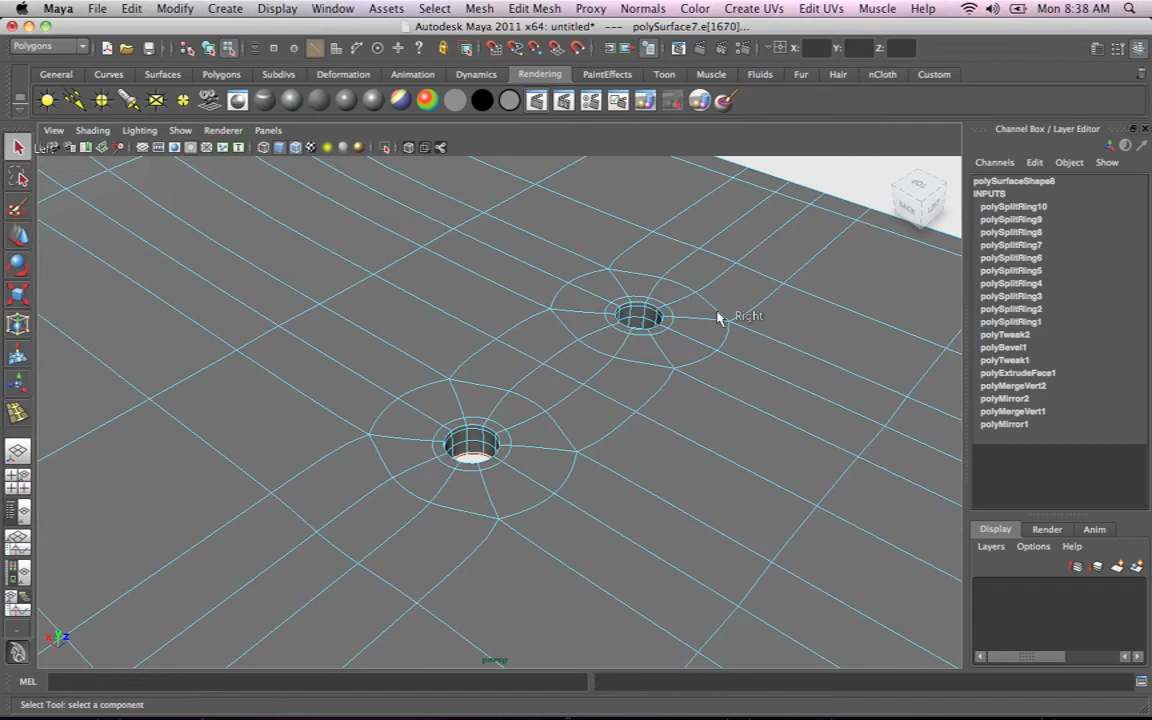 Maya File Edit Modify Create Display Window Assets Select Mesh Edit Mesh Proxy Normals Color Create UVs Edit UVs Muscle Help Mon 8:38 AM
Autodesk Maya 2011 x64: untitled* --- polySurface7.e[1670]...
Polygons X: Y: Z:
General Curves Surfaces Polygons Subdivs Deformation Animation Dynamics Rendering PaintEffects Toon Muscle Fluids Fur Hair nCloth Custom
View Shading Lighting Show Renderer Panels
Channel Box / Layer Editor
Channels Edit Object Show
polySurfaceShape8
INPUTS
polySplitRing10
polySplitRing9
polySplitRing8
polySplitRing7
polySplitRing6
polySplitRing5
polySplitRing4
polySplitRing3
polySplitRing2
polySplitRing1
polyTweak2
polyBevel1
polyTweak1
polyExtrudeFace1
polyMergeVert2
polyMirror2
polyMergeVert1
polyMirror1
TOP
BACK LEFT
Right
Display Render Anim
Layers Options Help
x y z
persp
MEL
Select Tool: select a component